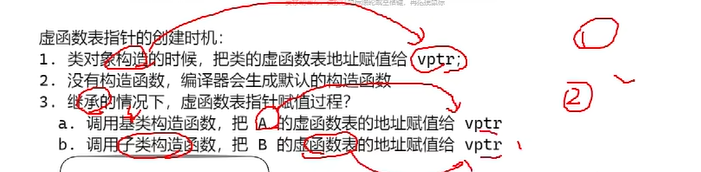 虚函数表指针的创建时机:
1. 类对象构造的时候，把类的虚函数表地址赋值给 vptr;
2. 没有构造函数，编译器会生成默认的构造函数
3. 继承的情况下，虚函数表指针赋值过程?
a. 调用基类构造函数，把 A 的虚函数表的地址赋值给 vptr
b. 调用子类构造函数，把 B 的虚函数表的地址赋值给 vptr
2